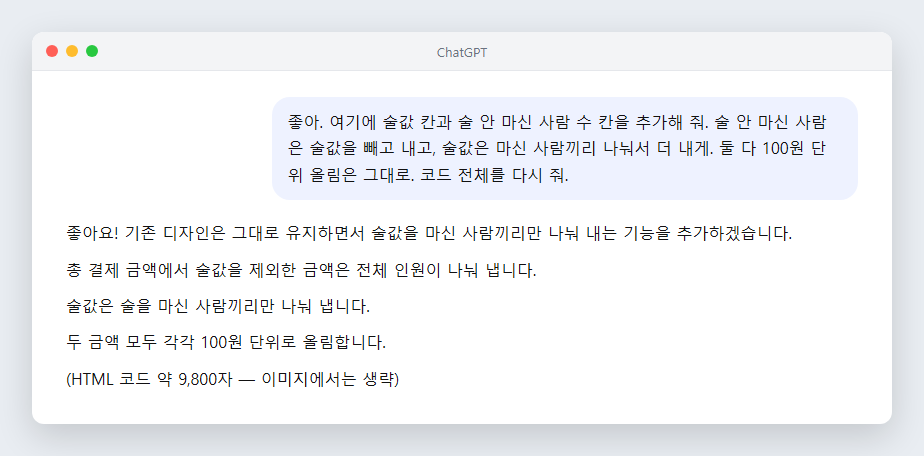 ChatGPT
좋아. 여기에 술값 칸과 술 안 마신 사람 수 칸을 추가해 줘. 술 안 마신 사람
은 술값을 빼고 내고, 술값은 마신 사람끼리 나눠서 더 내게. 둘 다 100원 단
위 올림은 그대로. 코드 전체를 다시 줘.
좋아요! 기존 디자인은 그대로 유지하면서 술값을 마신 사람끼리만 나눠 내는 기능을 추가하겠습니다.
총 결제 금액에서 술값을 제외한 금액은 전체 인원이 나눠 냅니다.
술값은 술을 마신 사람끼리만 나눠 냅니다.
두 금액 모두 각각 100원 단위로 올림합니다.
(HTML 코드 약 9,800자 — 이미지에서는 생략)